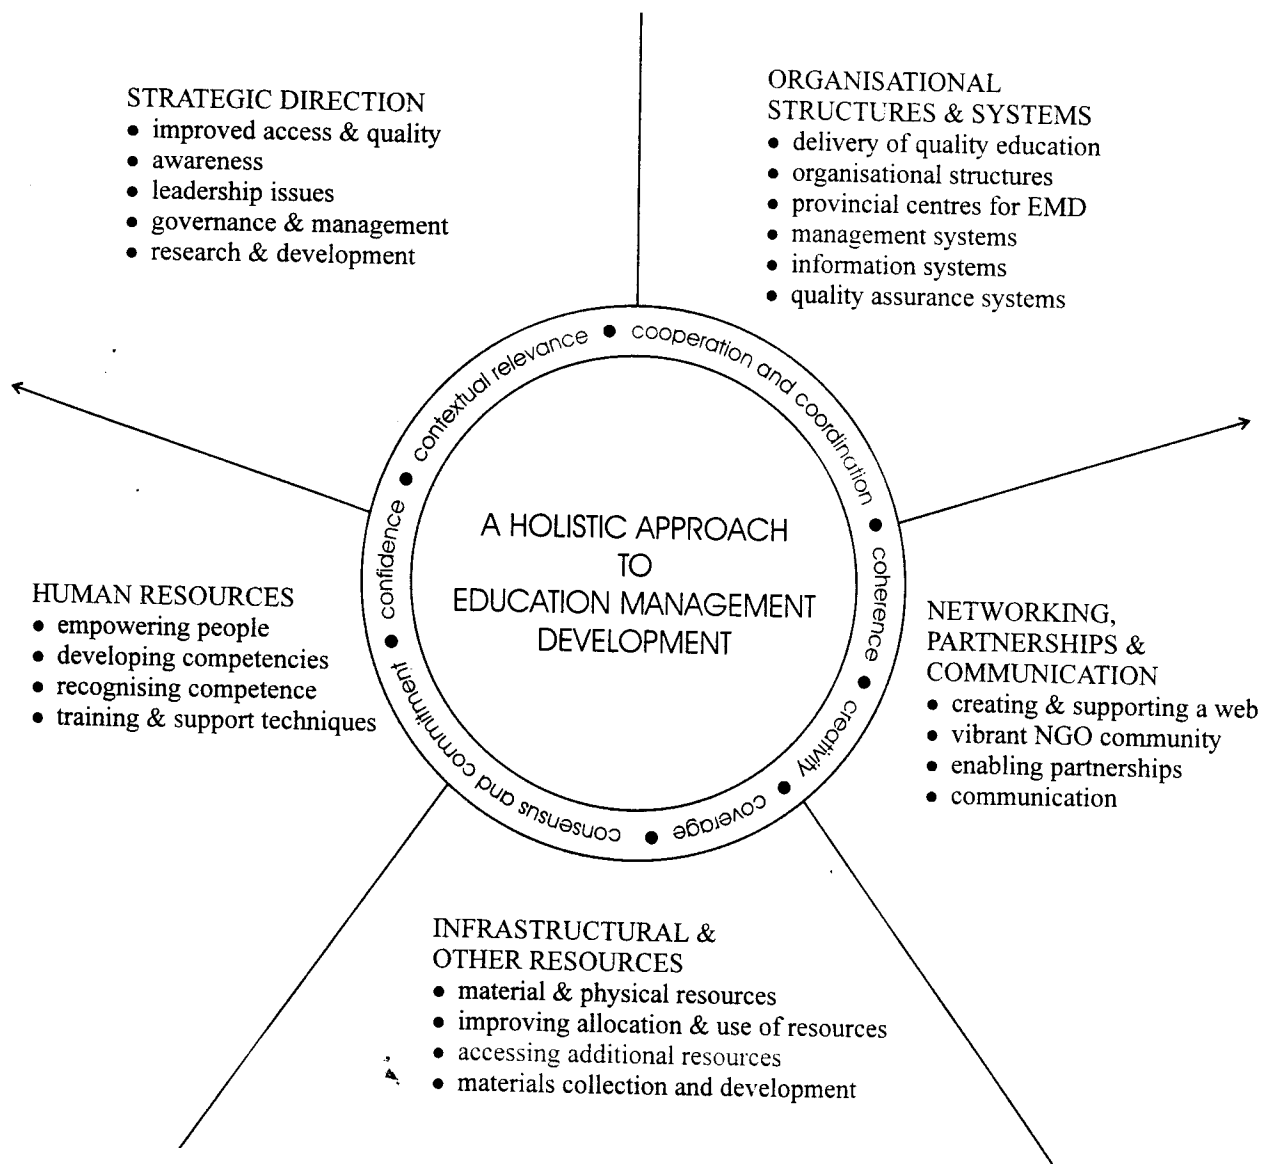 STRATEGIC DIRECTION
● improved access & quality
● awareness
● leadership issues
● governance & management
● research & development
ORGANISATIONAL
STRUCTURES & SYSTEMS
● delivery of quality education
● organisational structures
● provincial centres for EMD
● management systems
● information systems
● quality assurance systems
● contextual relevance ● cooperation and coordination ● coherence ● creativity ● coverage ● consensus and commitment ● confidence
A HOLISTIC APPROACH
TO
EDUCATION MANAGEMENT
DEVELOPMENT
HUMAN RESOURCES
● empowering people
● developing competencies
● recognising competence
● training & support techniques
NETWORKING,
PARTNERSHIPS &
COMMUNICATION
● creating & supporting a web
● vibrant NGO community
● enabling partnerships
● communication
INFRASTRUCTURAL &
OTHER RESOURCES
● material & physical resources
● improving allocation & use of resources
● accessing additional resources
● materials collection and development